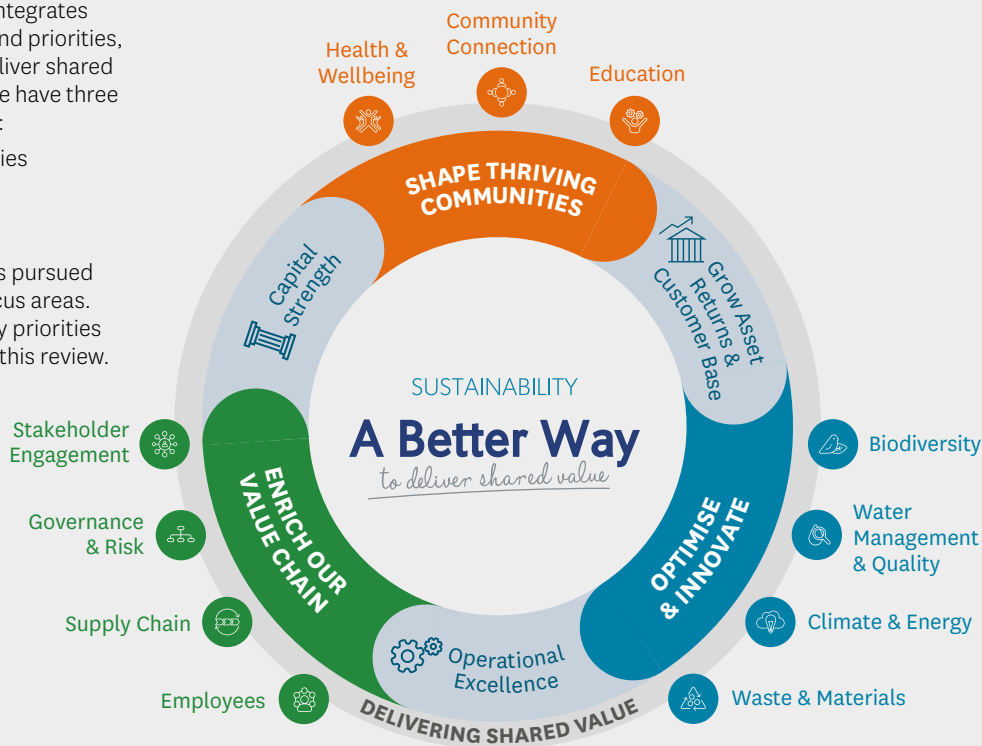 ntegrates
nd priorities,
liver shared
e have three
:
ies
s pursued
cus areas.
y priorities
this review.
Health &
Wellbeing
Community
Connection
Education
SHAPE THRIVING
COMMUNITIES
Capital
Strength
Grow Asset
Returns &
Customer Base
SUSTAINABILITY
A Better Way
to deliver shared value
Stakeholder
Engagement
Governance
& Risk
Supply Chain
Employees
ENRICH OUR
VALUE CHAIN
Operational
Excellence
OPTIMISE
& INNOVATE
Biodiversity
Water
Management
& Quality
Climate & Energy
Waste & Materials
DELIVERING SHARED VALUE